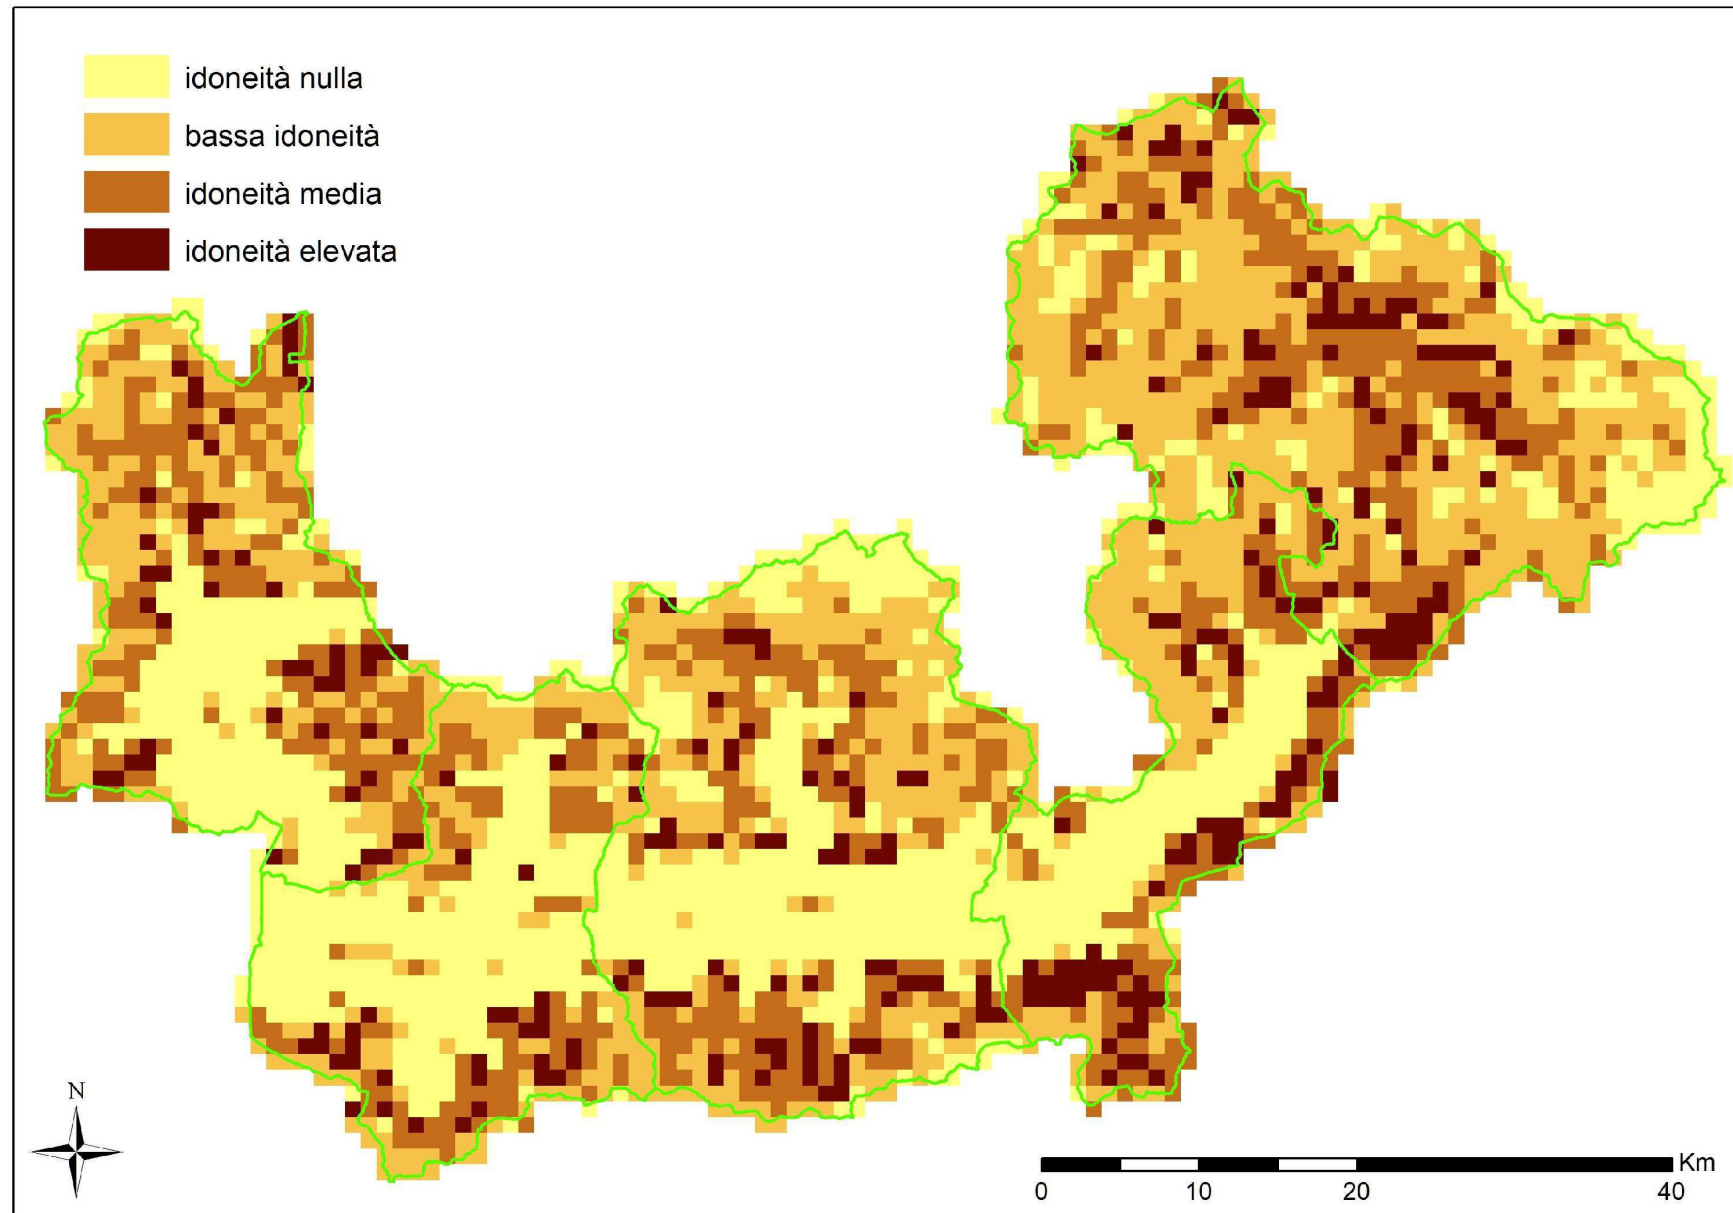 idoneità nulla
bassa idoneità
idoneità media
idoneità elevata
N
Km
0 10 20 40